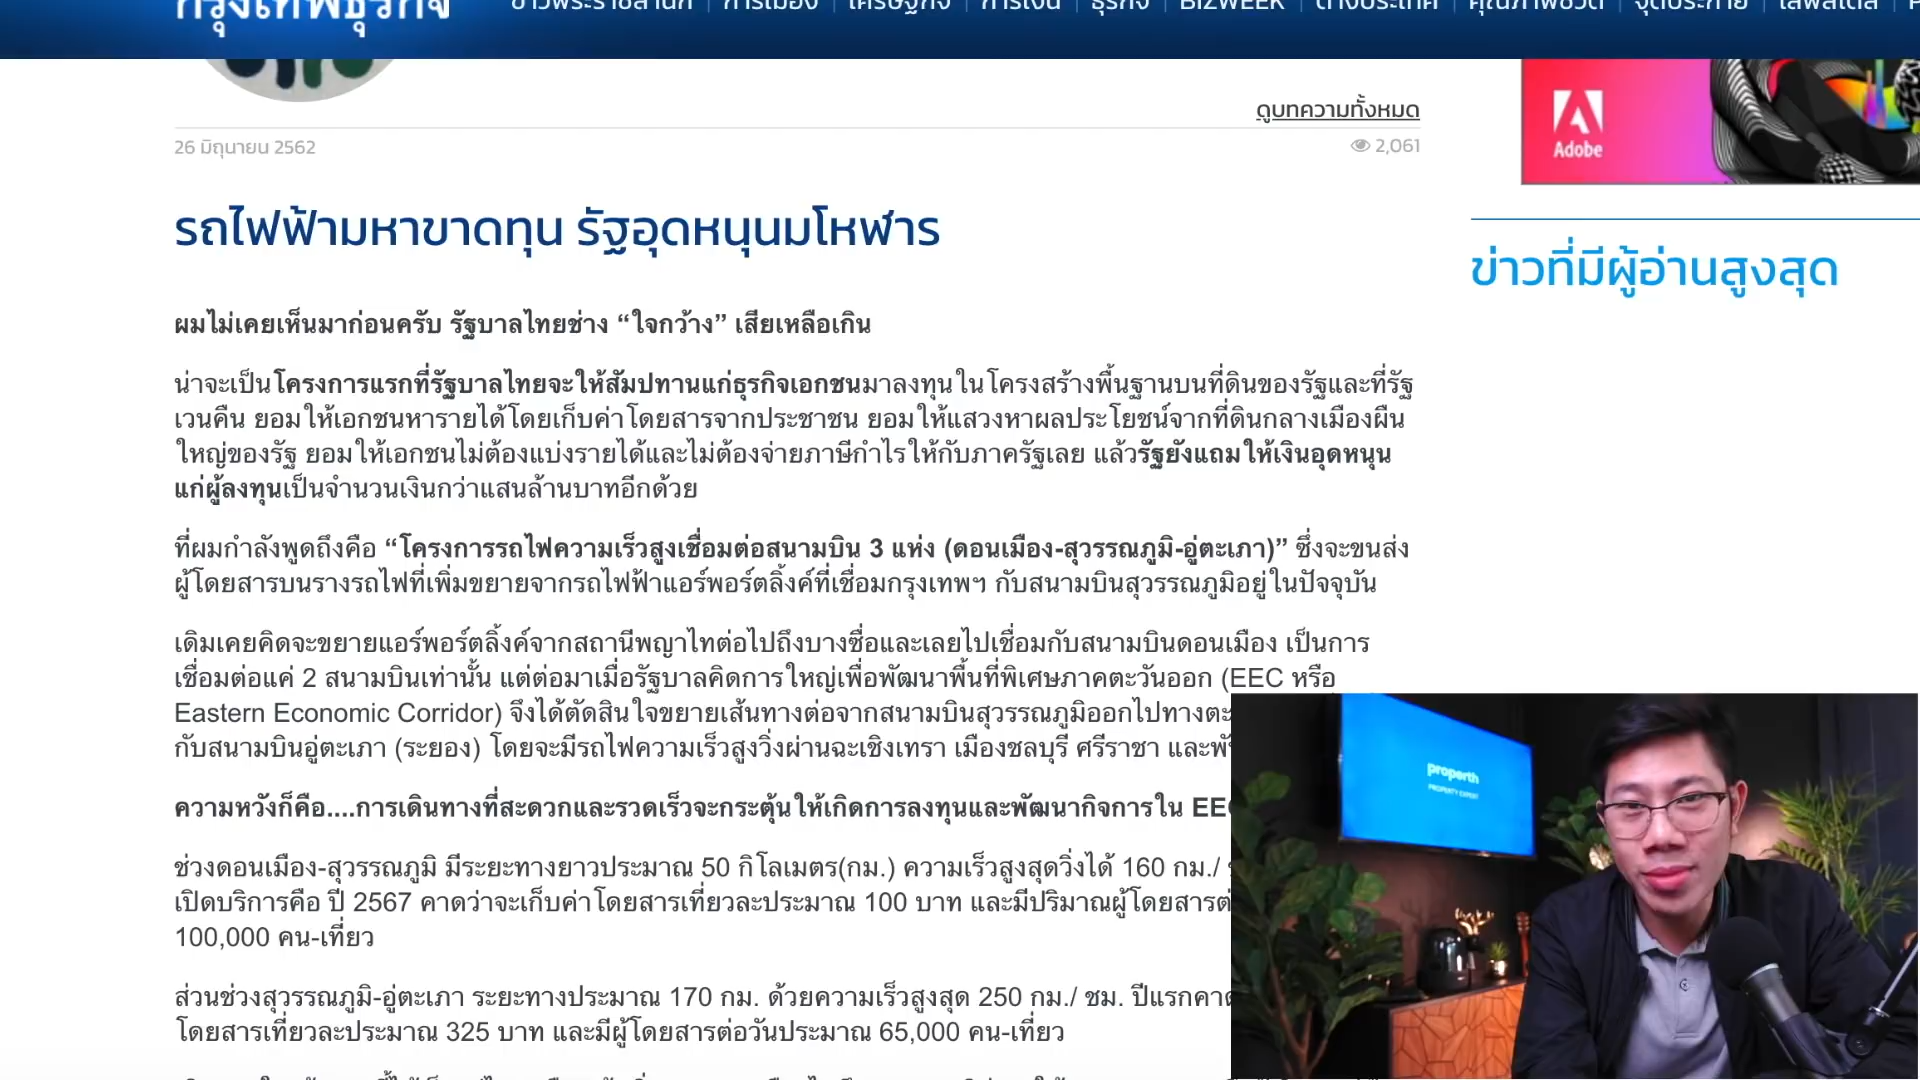 กรุงเทพธุรกิจ
ข่าวพระราชสำนัก | การเมือง | เศรษฐกิจ | การเงิน | ธุรกิจ | BIZWEEK | ต่างประเทศ | คุณภาพชีวิต | จุดประกาย | ไลฟ์สไตล์
ดูบทความทั้งหมด
26 มิถุนายน 2562
2,061
Adobe
รถไฟฟ้ามหาขาดทุน รัฐอุดหนุนมโหฬาร
ข่าวที่มีผู้อ่านสูงสุด
ผมไม่เคยเห็นมาก่อนครับ รัฐบาลไทยช่าง “ใจกว้าง” เสียเหลือเกิน
น่าจะเป็นโครงการแรกที่รัฐบาลไทยจะให้สัมปทานแก่ธุรกิจเอกชนมาลงทุนในโครงสร้างพื้นฐานบนที่ดินของรัฐและที่รัฐ
เวนคืน ยอมให้เอกชนหารายได้โดยเก็บค่าโดยสารจากประชาชน ยอมให้แสวงหาผลประโยชน์จากที่ดินกลางเมืองผืน
ใหญ่ของรัฐ ยอมให้เอกชนไม่ต้องแบ่งรายได้และไม่ต้องจ่ายภาษีกำไรให้กับภาครัฐเลย แล้วรัฐยังแถมให้เงินอุดหนุน
แก่ผู้ลงทุนเป็นจำนวนเงินกว่าแสนล้านบาทอีกด้วย
ที่ผมกำลังพูดถึงคือ “โครงการรถไฟความเร็วสูงเชื่อมต่อสนามบิน 3 แห่ง (ดอนเมือง-สุวรรณภูมิ-อู่ตะเภา)” ซึ่งจะขนส่ง
ผู้โดยสารบนรางรถไฟที่เพิ่มขยายจากรถไฟฟ้าแอร์พอร์ตลิ้งค์ที่เชื่อมกรุงเทพฯ กับสนามบินสุวรรณภูมิอยู่ในปัจจุบัน
เดิมเคยคิดจะขยายแอร์พอร์ตลิ้งค์จากสถานีพญาไทต่อไปถึงบางซื่อและเลยไปเชื่อมกับสนามบินดอนเมือง เป็นการ
เชื่อมต่อแค่ 2 สนามบินเท่านั้น แต่ต่อมาเมื่อรัฐบาลคิดการใหญ่เพื่อพัฒนาพื้นที่พิเศษภาคตะวันออก (EEC หรือ
Eastern Economic Corridor) จึงได้ตัดสินใจขยายเส้นทางต่อจากสนามบินสุวรรณภูมิออกไปทางตะ
กับสนามบินอู่ตะเภา (ระยอง) โดยจะมีรถไฟความเร็วสูงวิ่งผ่านฉะเชิงเทรา เมืองชลบุรี ศรีราชา และพั
ความหวังก็คือ....การเดินทางที่สะดวกและรวดเร็วจะกระตุ้นให้เกิดการลงทุนและพัฒนากิจการใน EEC
ช่วงดอนเมือง-สุวรรณภูมิ มีระยะทางยาวประมาณ 50 กิโลเมตร(กม.) ความเร็วสูงสุดวิ่งได้ 160 กม./
เปิดบริการคือ ปี 2567 คาดว่าจะเก็บค่าโดยสารเที่ยวละประมาณ 100 บาท และมีปริมาณผู้โดยสารต่
100,000 คน-เที่ยว
ส่วนช่วงสุวรรณภูมิ-อู่ตะเภา ระยะทางประมาณ 170 กม. ด้วยความเร็วสูงสุด 250 กม./ ชม. ปีแรกคาด
โดยสารเที่ยวละประมาณ 325 บาท และมีผู้โดยสารต่อวันประมาณ 65,000 คน-เที่ยว
properth
PROPERTY EXPERT